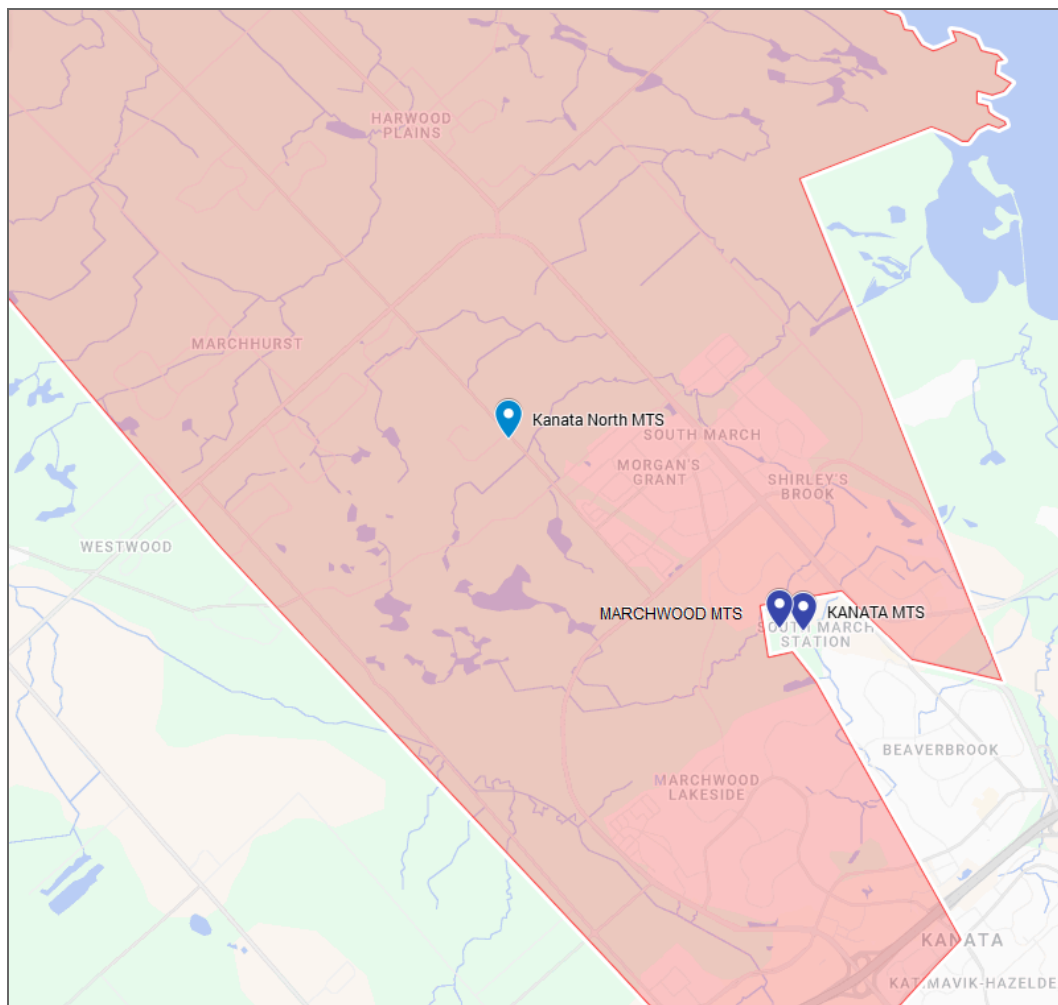 HARWOOD
PLAINS
MARCHHURST
Kanata North MTS
SOUTH MARCH
MORGAN'S
GRANT
SHIRLEY'S
BROOK
WESTWOOD
MARCHWOOD MTS
KANATA MTS
SOUTH MARCH
STATION
BEAVERBROOK
MARCHWOOD
LAKESIDE
KANATA
KATIMAVIK-HAZELDE